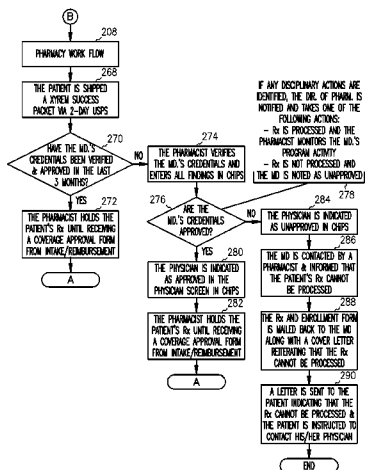 B
208
PHARMACY WORK FLOW
268
THE PATIENT IS SHIPPED
A XYREM SUCCESS
PACKET VIA 2-DAY USPS
270
HAVE THE MD.'S
CREDENTIALS BEEN VERIFIED
& APPROVED IN THE LAST
3 MONTHS?
NO
YES
272
THE PHARMACIST HOLDS THE
PATIENT'S Rx UNTIL RECEIVING
A COVERAGE APPROVAL FORM
FROM INTAKE/REIMBURSEMENT
A
274
THE PHARMACIST VERIFIES
THE MD.'S CREDENTIALS AND
ENTERS ALL FINDINGS IN CHIPS
276
ARE THE
MD.'S CREDENTIALS
APPROVED?
NO
YES
280
THE PHYSICIAN IS INDICATED
AS APPROVED IN THE
PHYSICIAN SCREEN IN CHIPS
282
THE PHARMACIST HOLDS THE
PATIENT'S Rx UNTIL RECEIVING
A COVERAGE APPROVAL FORM
FROM INTAKE/REIMBURSEMENT
A
IF ANY DISCIPLINARY ACTIONS ARE
IDENTIFIED, THE DIR. OF PHARM. IS
NOTIFIED AND TAKES ONE OF THE
FOLLOWING ACTIONS:
- Rx IS PROCESSED AND THE
PHARMACIST MONITORS THE MD.'S
PROGRAM ACTIVITY
- Rx IS NOT PROCESSED AND
THE MD IS NOTED AS UNAPPROVED
278
284
THE PHYSICIAN IS INDICATED
AS UNAPPROVED IN CHIPS
286
THE MD IS CONTACTED BY A
PHARMACIST & INFORMED THAT
THE PATIENT'S Rx CANNOT
BE PROCESSED
288
THE Rx AND ENROLLMENT FORM
IS MAILED BACK TO THE MD
ALONG WITH A COVER LETTER
REITERATING THAT THE Rx
CANNOT BE PROCESSED
290
A LETTER IS SENT TO THE
PATIENT INDICATING THAT THE
Rx CANNOT BE PROCESSED &
THE PATIENT IS INSTRUCTED TO
CONTACT HIS/HER PHYSICIAN
END